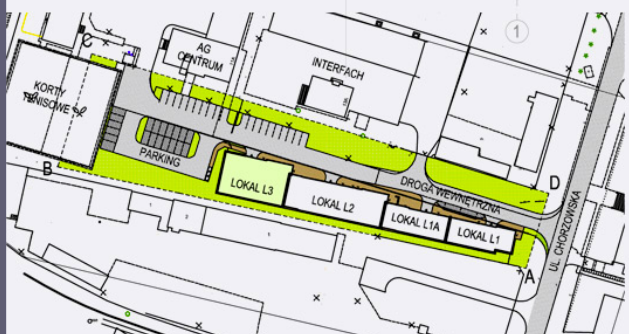 1
C
AG
CENTRUM
INTERFACH
KORTY
TENISOWE
PARKING
B
LOKAL L3
LOKAL L2
LOKAL L1A
LOKAL L1
DROGA WEWNĘTRZNA
D
A
UL. CHORZOWSKA